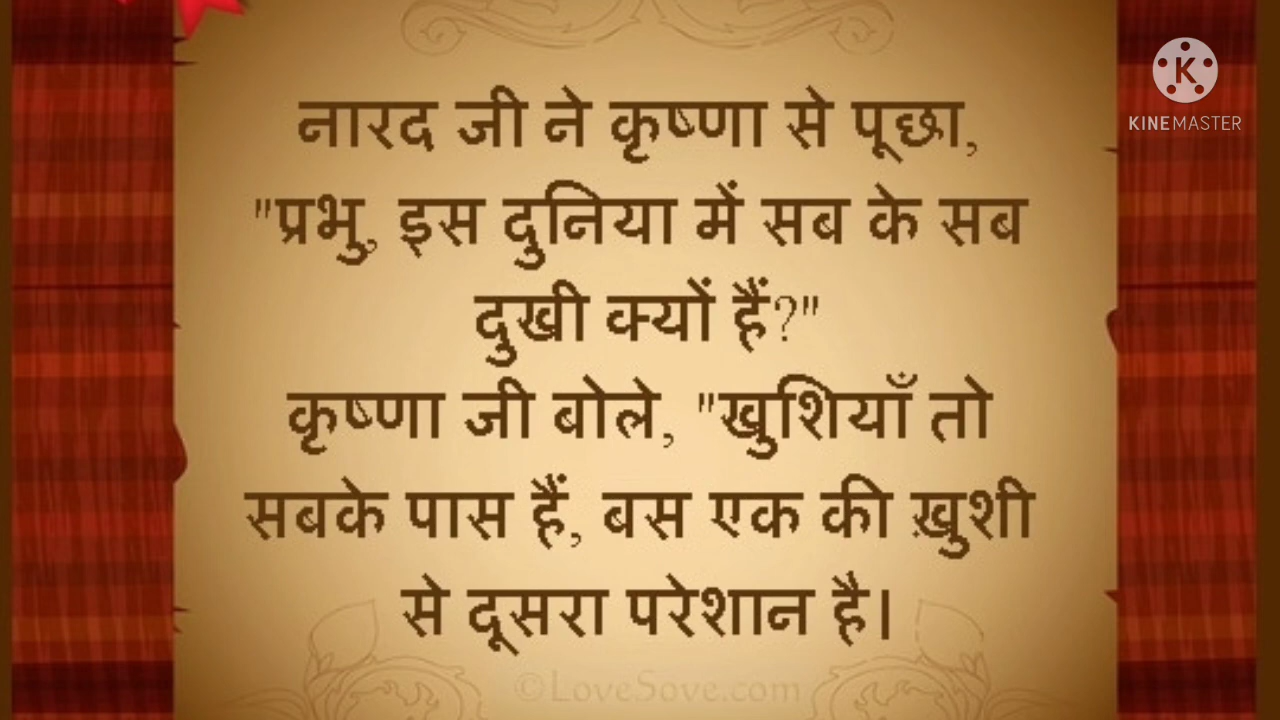 नारद जी ने कृष्णा से पूछा,
"प्रभु, इस दुनिया में सब के सब
दुखी क्यों हैं?"
कृष्णा जी बोले, "खुशियाँ तो
सबके पास हैं, बस एक की ख़ुशी
से दूसरा परेशान है।
©LoveSove.com
K
KINEMASTER